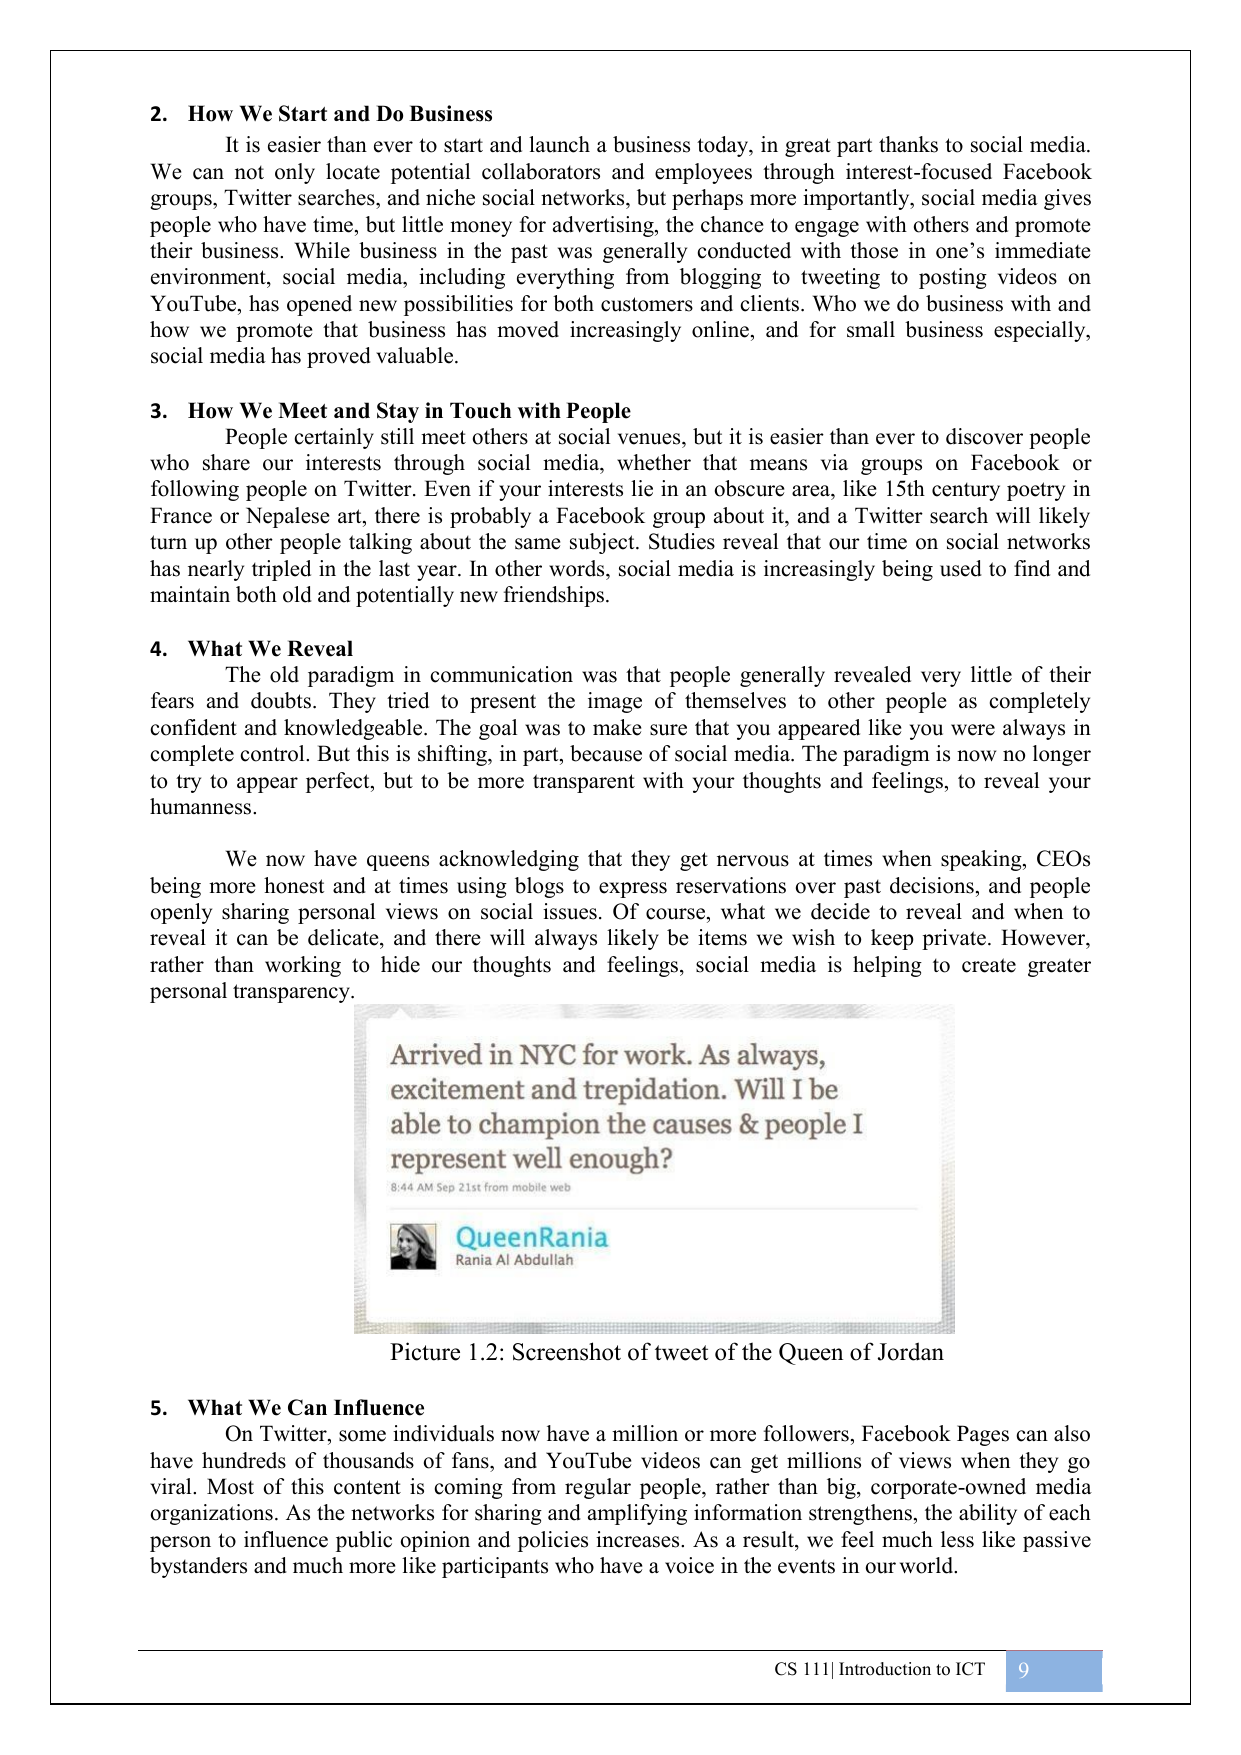 2. How We Start and Do Business
It is easier than ever to start and launch a business today, in great part thanks to social media.
We can not only locate potential collaborators and employees through interest-focused Facebook
groups, Twitter searches, and niche social networks, but perhaps more importantly, social media gives
people who have time, but little money for advertising, the chance to engage with others and promote
their business. While business in the past was generally conducted with those in one’s immediate
environment, social media, including everything from blogging to tweeting to posting videos on
YouTube, has opened new possibilities for both customers and clients. Who we do business with and
how we promote that business has moved increasingly online, and for small business especially,
social media has proved valuable.
3. How We Meet and Stay in Touch with People
People certainly still meet others at social venues, but it is easier than ever to discover people
who share our interests through social media, whether that means via groups on Facebook or
following people on Twitter. Even if your interests lie in an obscure area, like 15th century poetry in
France or Nepalese art, there is probably a Facebook group about it, and a Twitter search will likely
turn up other people talking about the same subject. Studies reveal that our time on social networks
has nearly tripled in the last year. In other words, social media is increasingly being used to find and
maintain both old and potentially new friendships.
4. What We Reveal
The old paradigm in communication was that people generally revealed very little of their
fears and doubts. They tried to present the image of themselves to other people as completely
confident and knowledgeable. The goal was to make sure that you appeared like you were always in
complete control. But this is shifting, in part, because of social media. The paradigm is now no longer
to try to appear perfect, but to be more transparent with your thoughts and feelings, to reveal your
humanness.
We now have queens acknowledging that they get nervous at times when speaking, CEOs
being more honest and at times using blogs to express reservations over past decisions, and people
openly sharing personal views on social issues. Of course, what we decide to reveal and when to
reveal it can be delicate, and there will always likely be items we wish to keep private. However,
rather than working to hide our thoughts and feelings, social media is helping to create greater
personal transparency.
Arrived in NYC for work. As always,
excitement and trepidation. Will I be
able to champion the causes & people I
represent well enough?
8:44 AM Sep 21st from mobile web
QueenRania
Rania Al Abdullah
Picture 1.2: Screenshot of tweet of the Queen of Jordan
5. What We Can Influence
On Twitter, some individuals now have a million or more followers, Facebook Pages can also
have hundreds of thousands of fans, and YouTube videos can get millions of views when they go
viral. Most of this content is coming from regular people, rather than big, corporate-owned media
organizations. As the networks for sharing and amplifying information strengthens, the ability of each
person to influence public opinion and policies increases. As a result, we feel much less like passive
bystanders and much more like participants who have a voice in the events in our world.
CS 111| Introduction to ICT 9